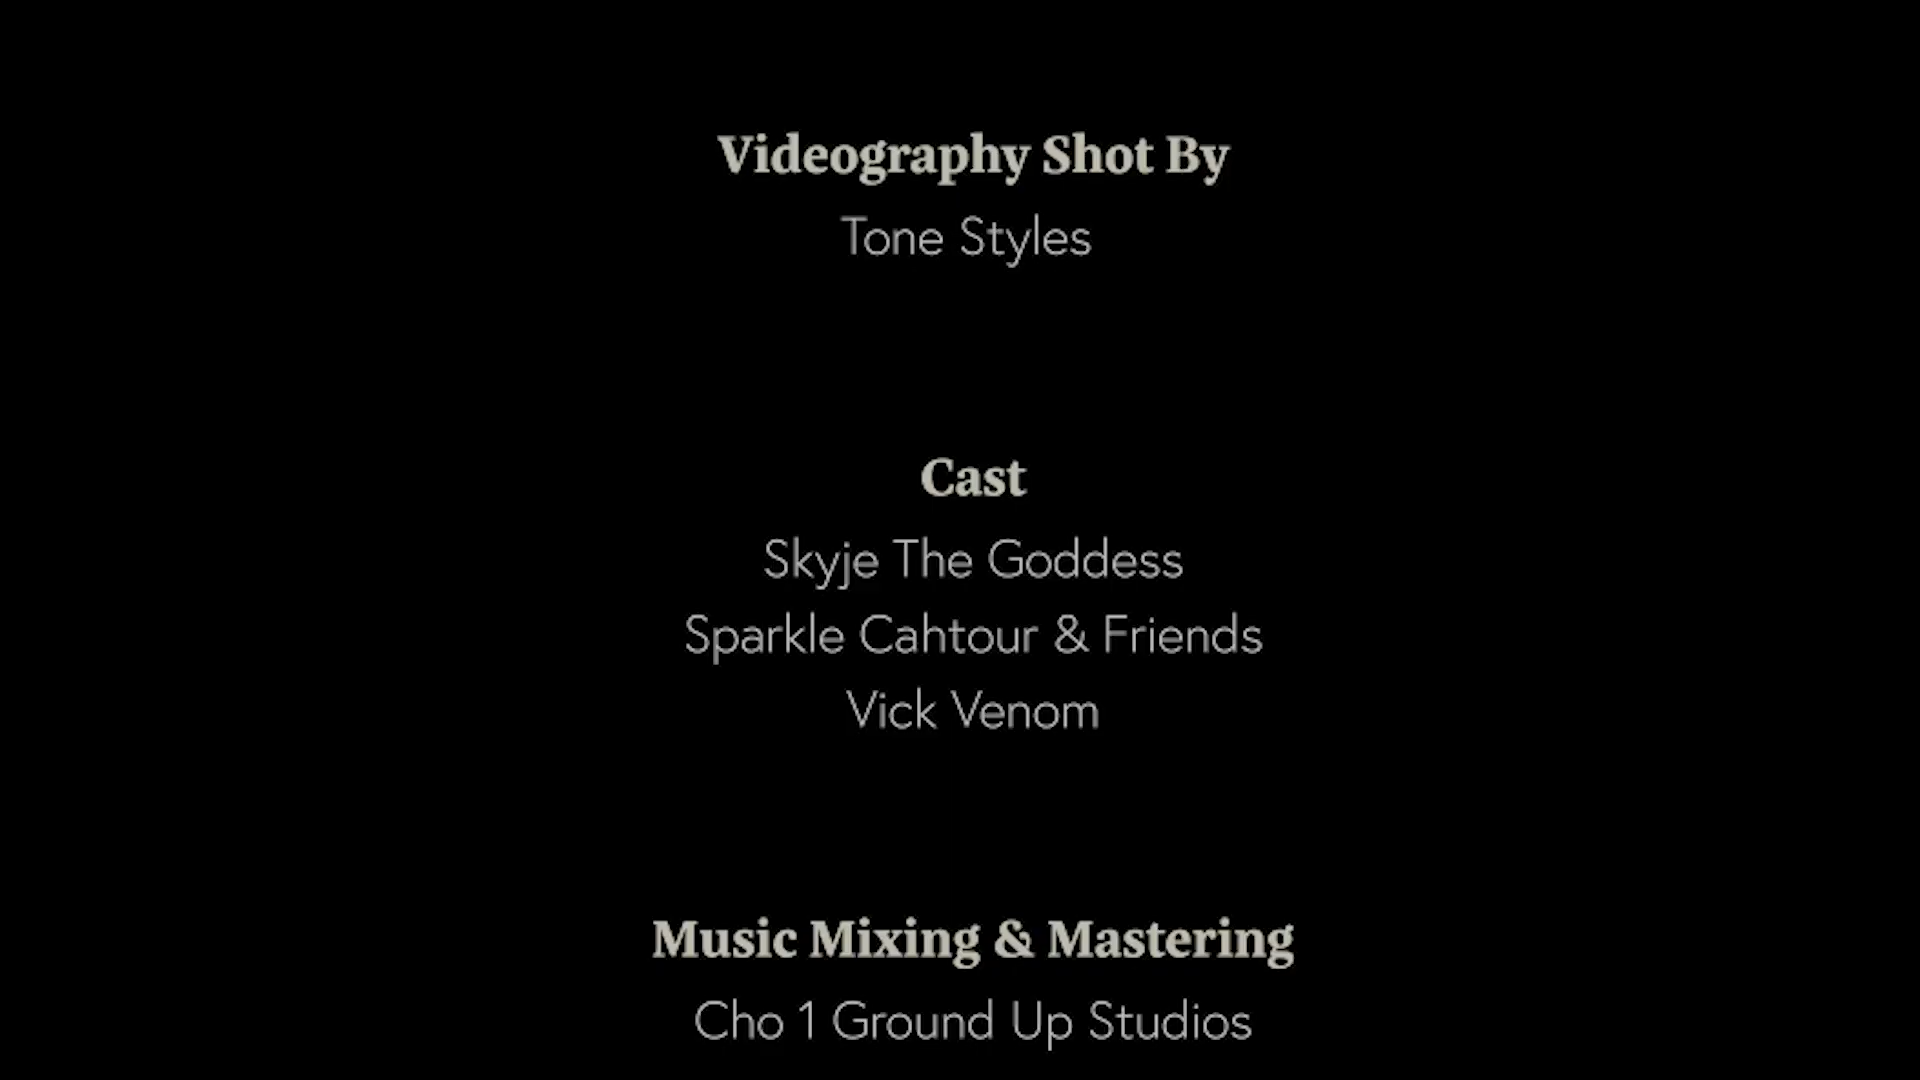 Videography Shot By
Tone Styles
Cast
Skyje The Goddess
Sparkle Cahtour & Friends
Vick Venom
Music Mixing & Mastering
Cho 1 Ground Up Studios